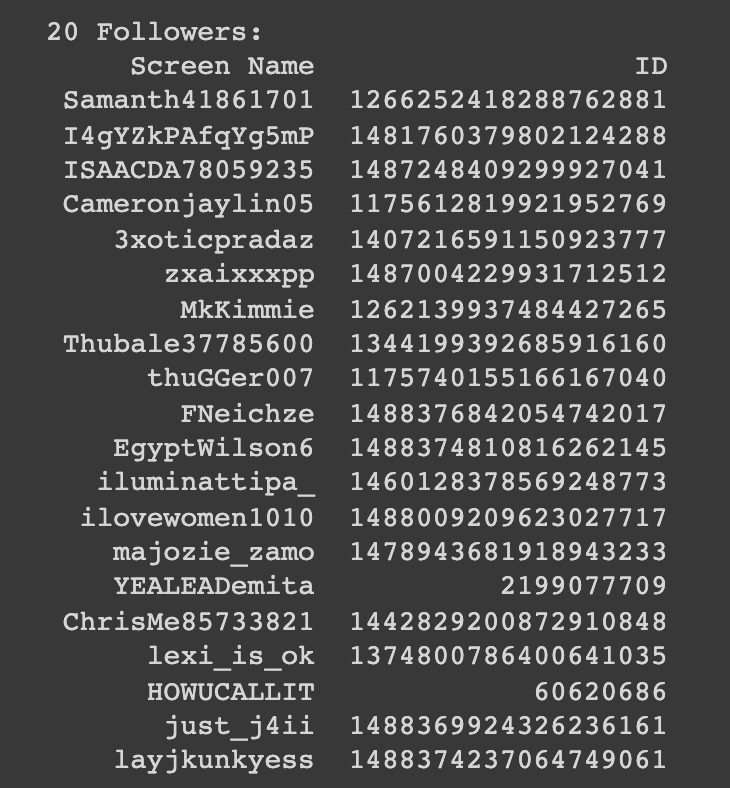 20 Followers:
Screen Name ID
Samanth41861701 1266252418288762881
I4gYZkPAfqYg5mP 1481760379802124288
ISAACDA78059235 1487248409299927041
Cameronjaylin05 1175612819921952769
3xoticpradaz 1407216591150923777
zxaixxxpp 1487004229931712512
MkKimmie 1262139937484427265
Thubale37785600 1344199392685916160
thuGGer007 1175740155166167040
FNeichze 1488376842054742017
EgyptWilson6 1488374810816262145
iluminattipa_ 1460128378569248773
ilovewomen1010 1488009209623027717
majozie_zamo 1478943681918943233
YEALEADemita 2199077709
ChrisMe85733821 1442829200872910848
lexi_is_ok 1374800786400641035
HOWUCALLIT 60620686
just_j4ii 1488369924326236161
layjkunkyess 1488374237064749061